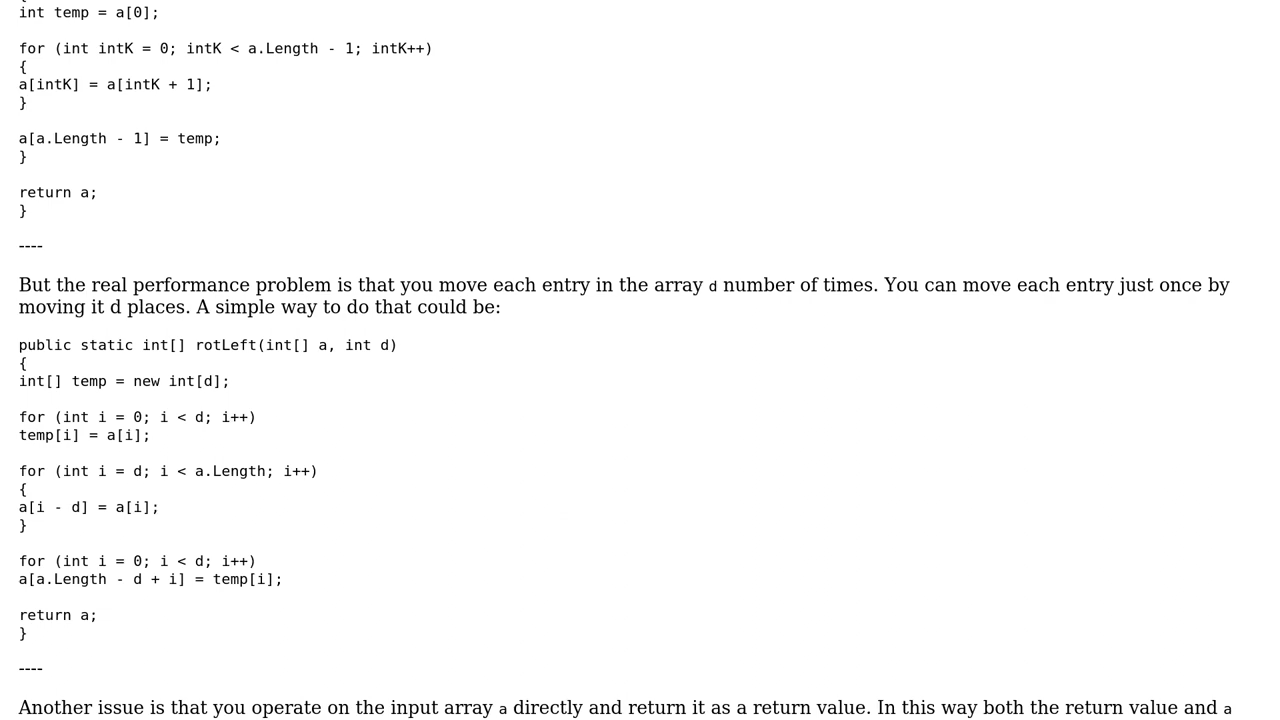 int temp = a[0];
for (int intK = 0; intK < a.Length - 1; intK++)
{
a[intK] = a[intK + 1];
}
a[a.Length - 1] = temp;
}
return a;
}
----
But the real performance problem is that you move each entry in the array d number of times. You can move each entry just once by
moving it d places. A simple way to do that could be:
public static int[] rotLeft(int[] a, int d)
{
int[] temp = new int[d];
for (int i = 0; i < d; i++)
temp[i] = a[i];
for (int i = d; i < a.Length; i++)
{
a[i - d] = a[i];
}
for (int i = 0; i < d; i++)
a[a.Length - d + i] = temp[i];
return a;
}
----
Another issue is that you operate on the input array a directly and return it as a return value. In this way both the return value and a